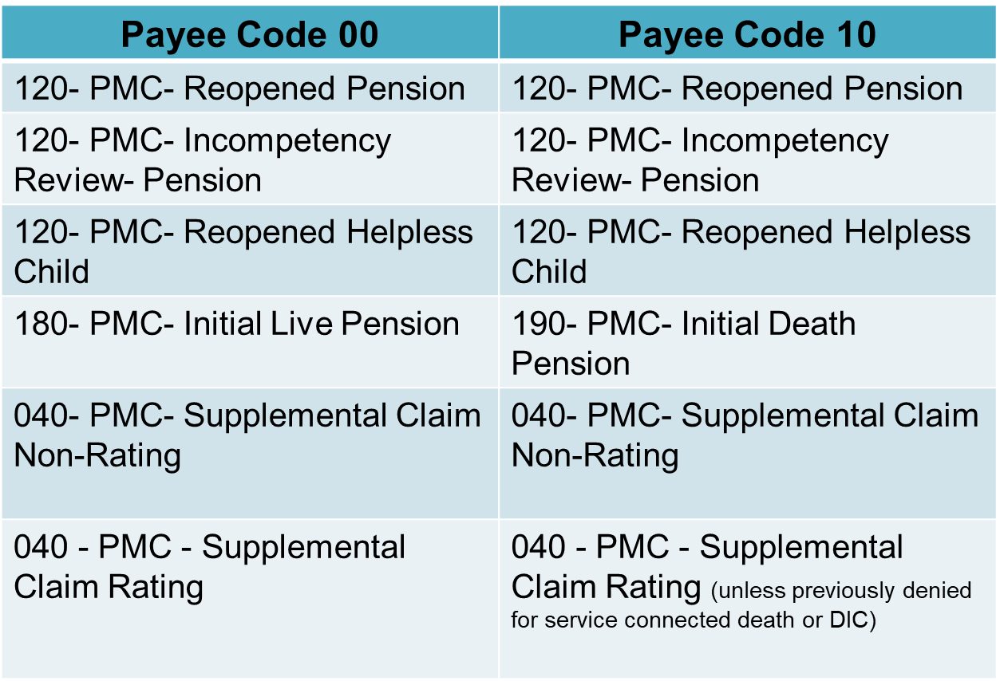 Payee Code 00
Payee Code 10
120- PMC- Reopened Pension
120- PMC- Reopened Pension
120- PMC- Incompetency
Review- Pension
120- PMC- Incompetency
Review- Pension
120- PMC- Reopened Helpless
Child
120- PMC- Reopened Helpless
Child
180- PMC- Initial Live Pension
190- PMC- Initial Death
Pension
040- PMC- Supplemental Claim
Non-Rating
040- PMC- Supplemental Claim
Non-Rating
040 - PMC - Supplemental
Claim Rating
040 - PMC - Supplemental
Claim Rating (unless previously denied
for service connected death or DIC)